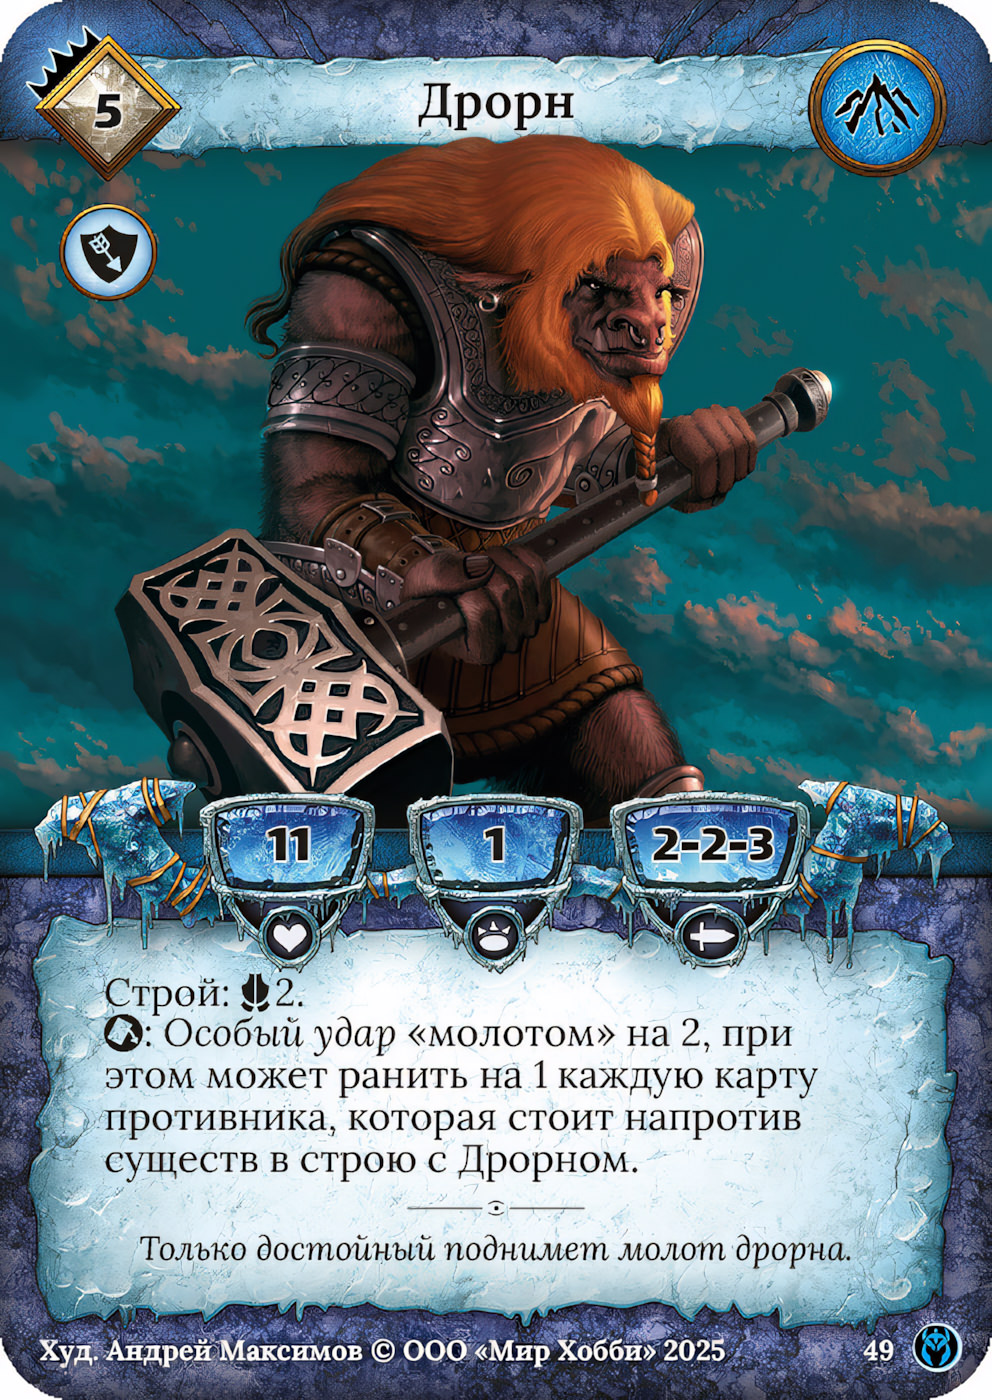 5
Дрорн
11
1
2-2-3
Строй: 2.
: Особый удар «молотом» на 2, при
этом может ранить на 1 каждую карту
противника, которая стоит напротив
существ в строю с Дрорном.
Только достойный поднимет молот дрорна.
Худ. Андрей Максимов © ООО «Мир Хобби» 2025
49